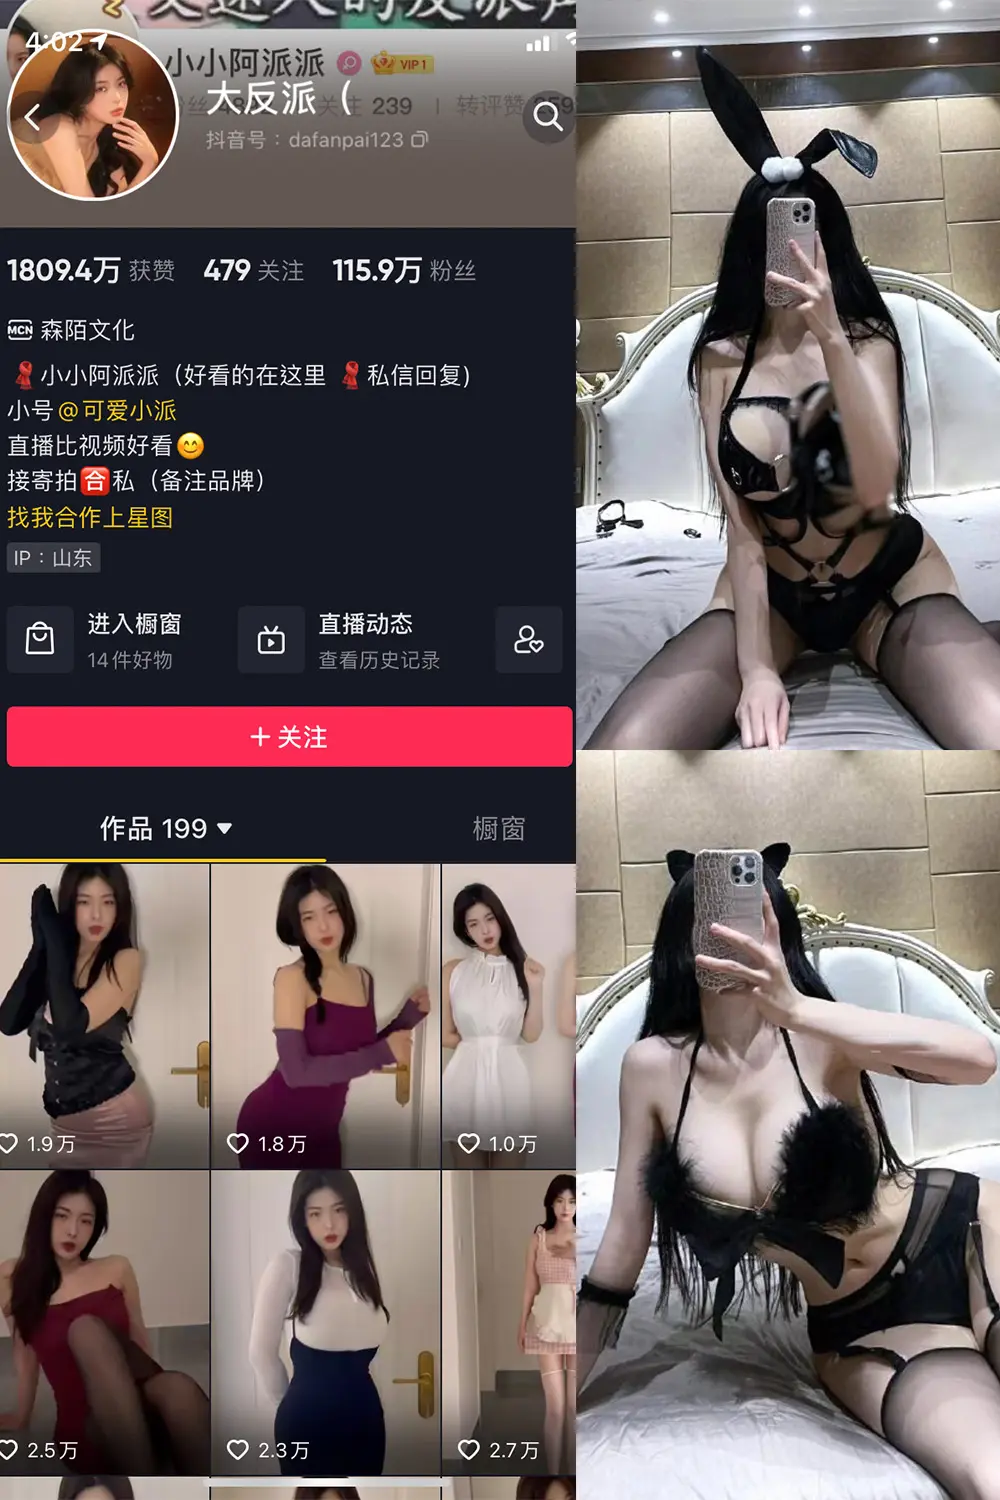 4:02
小小阿派派 VIP1
大反派（
关注 239 | 转评赞
抖音号：dafanpai123
1809.4万 获赞 479 关注 115.9万 粉丝
MCN 森陌文化
小小阿派派（好看的在这里 私信回复）
小号@可爱小派
直播比视频好看
接寄拍合私（备注品牌）
找我合作上星图
IP：山东
进入橱窗
14件好物
直播动态
查看历史记录
+ 关注
作品 199
橱窗
1.9万
1.8万
1.0万
2.5万
2.3万
2.7万